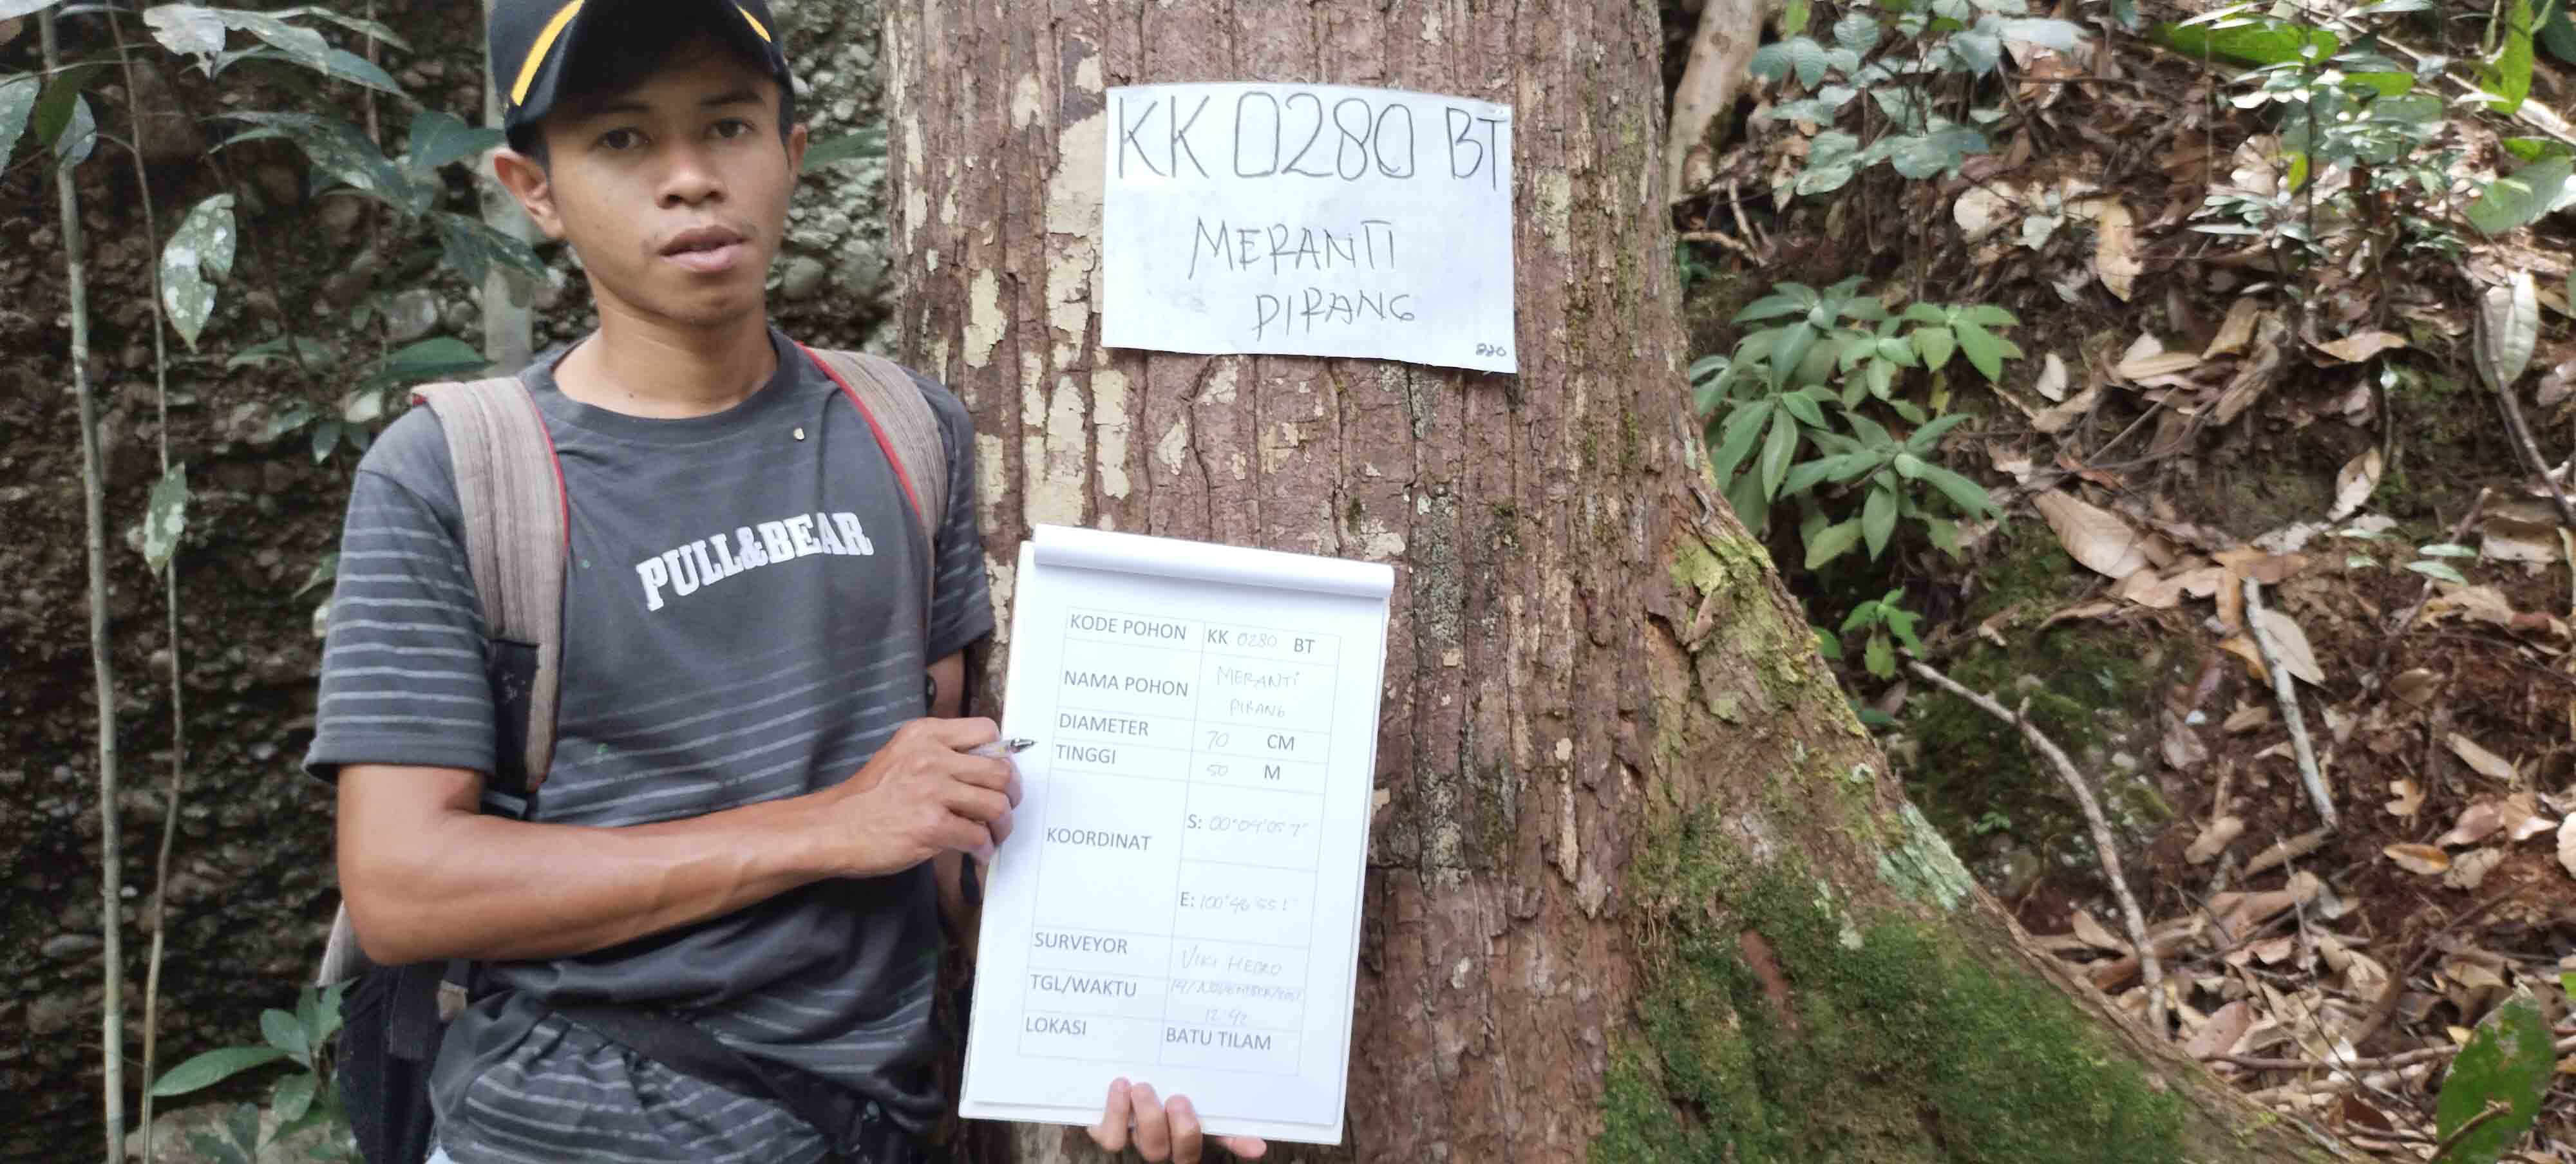 KK 0280 BT
MERANTI
PIRANG
220
PULL&BEAR
KODE POHON KK 0280 BT
NAMA POHON MERANTI
PIRANG
DIAMETER 70 CM
TINGGI 50 M
KOORDINAT
S: 00°04'05.7"
E: 100°46'55.1"
SURVEYOR VIKI HEDRO
TGL/WAKTU 19/NOVEMBER/2021
12:42
LOKASI BATU TILAM